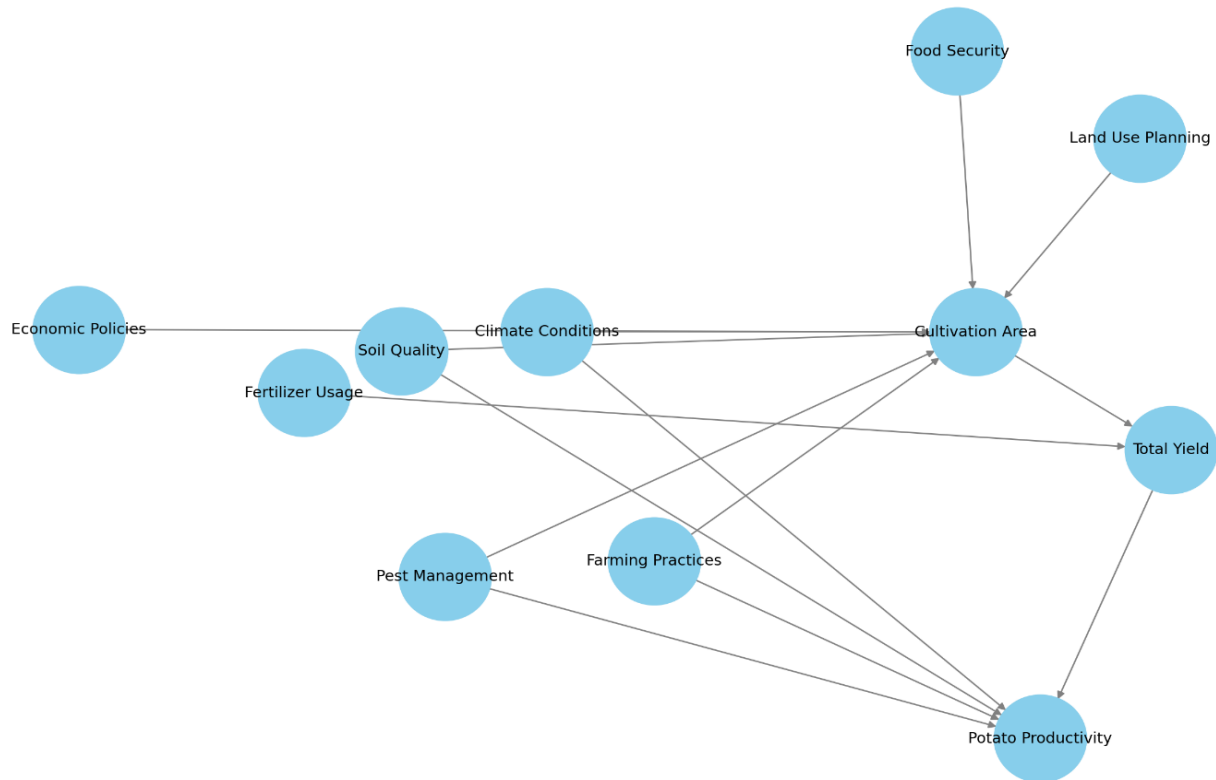 Food Security
Land Use Planning
Economic Policies
Climate Conditions
Cultivation Area
Soil Quality
Fertilizer Usage
Total Yield
Farming Practices
Pest Management
Potato Productivity